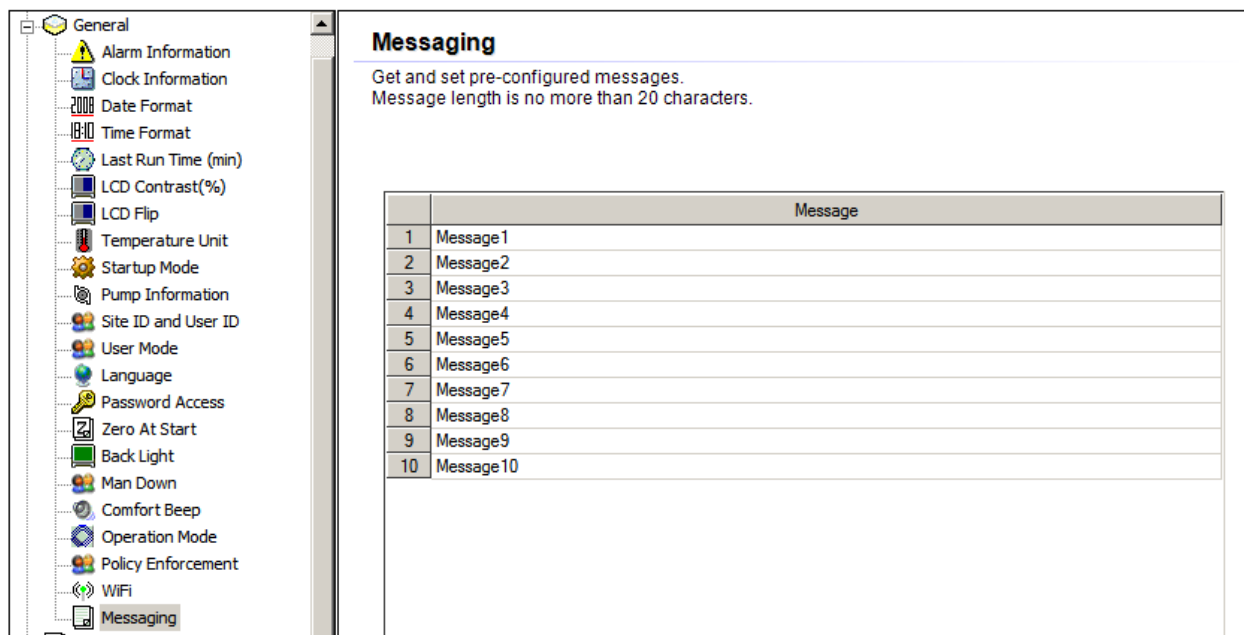 General
Alarm Information
Clock Information
Date Format
Time Format
Last Run Time (min)
LCD Contrast(%)
LCD Flip
Temperature Unit
Startup Mode
Pump Information
Site ID and User ID
User Mode
Language
Password Access
Zero At Start
Back Light
Man Down
Comfort Beep
Operation Mode
Policy Enforcement
WiFi
Messaging
Messaging
Get and set pre-configured messages.
Message length is no more than 20 characters.
Message
1 Message1
2 Message2
3 Message3
4 Message4
5 Message5
6 Message6
7 Message7
8 Message8
9 Message9
10 Message10